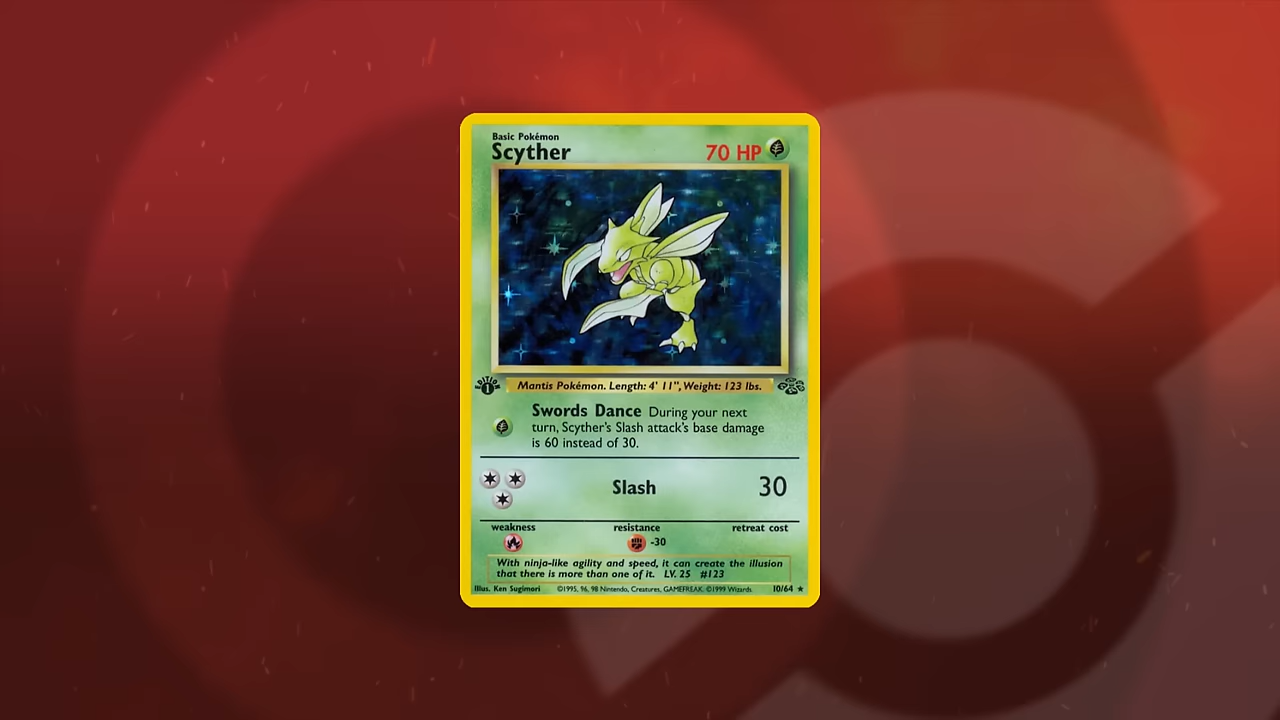 Basic Pokémon
Scyther
70 HP
EDITION
1
Mantis Pokémon. Length: 4' 11", Weight: 123 lbs.
Swords Dance During your next
turn, Scyther's Slash attack's base damage
is 60 instead of 30.
Slash 30
weakness resistance retreat cost
-30
With ninja-like agility and speed, it can create the illusion
that there is more than one of it. LV. 25 #123
Illus. Ken Sugimori ©1995, 96, 98 Nintendo, Creatures, GAMEFREAK. ©1999 Wizards 10/64 ★